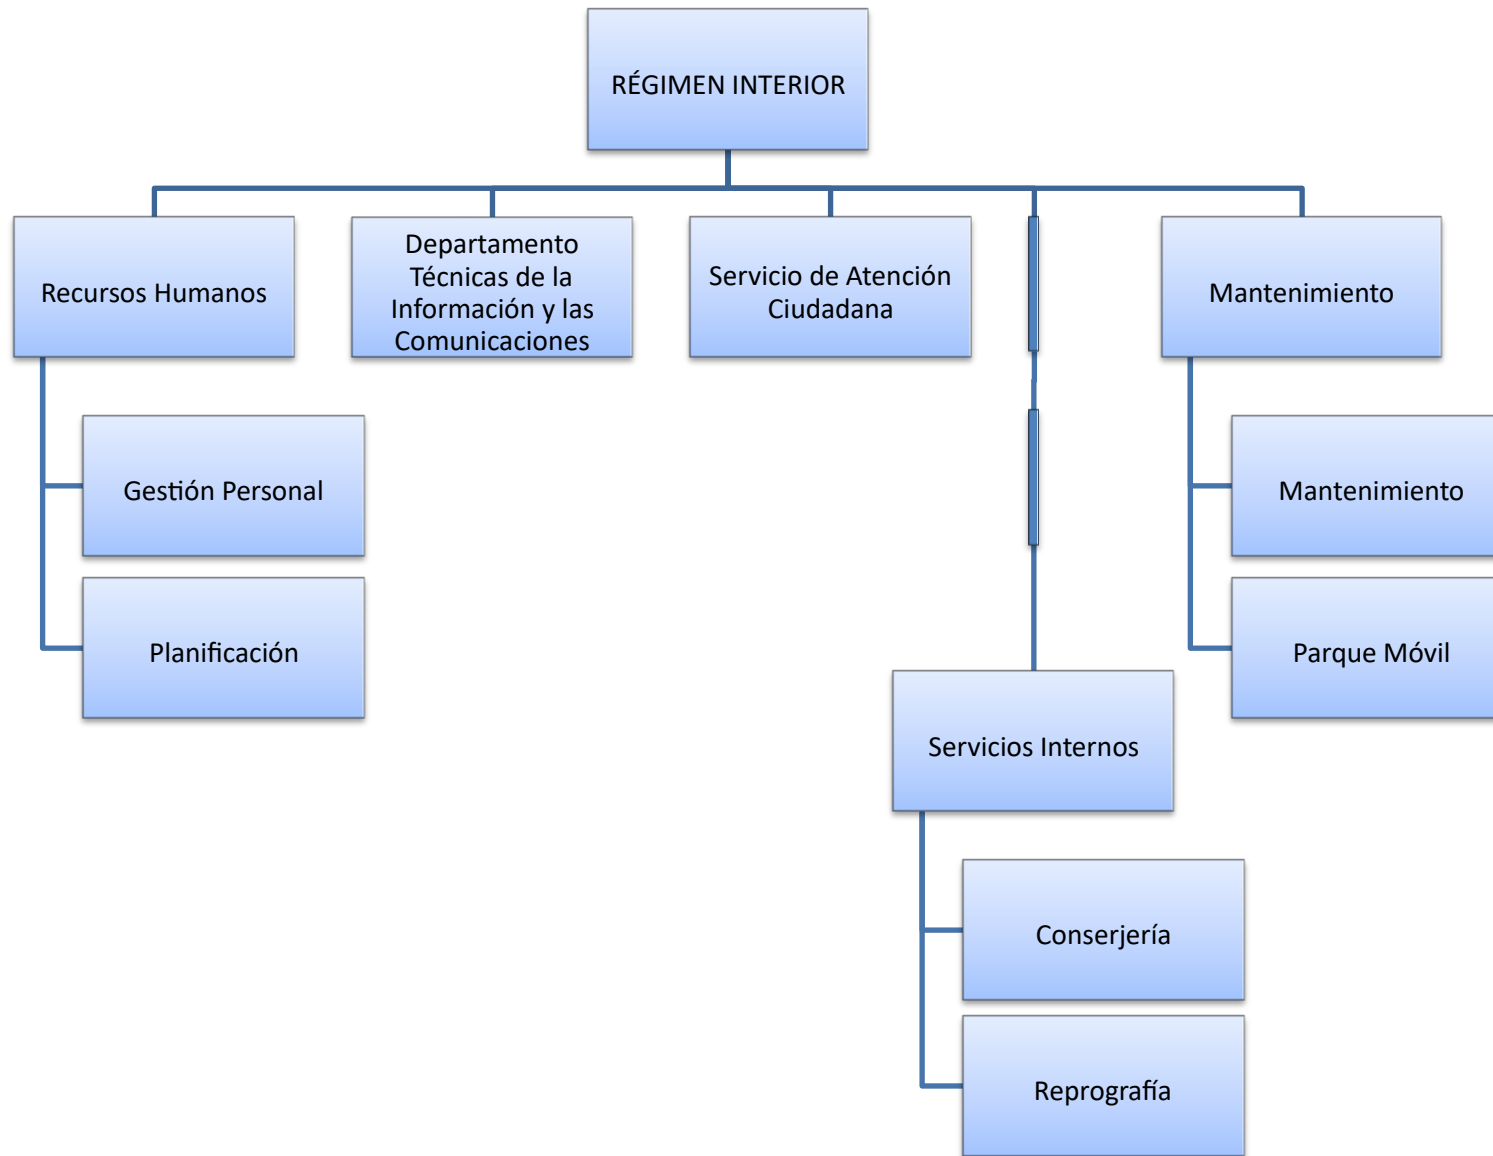 RÉGIMEN INTERIOR
Recursos Humanos
Departamento
Técnicas de la
Información y las
Comunicaciones
Servicio de Atención
Ciudadana
Mantenimiento
Gestión Personal
Planificación
Mantenimiento
Parque Móvil
Servicios Internos
Conserjería
Reprografía